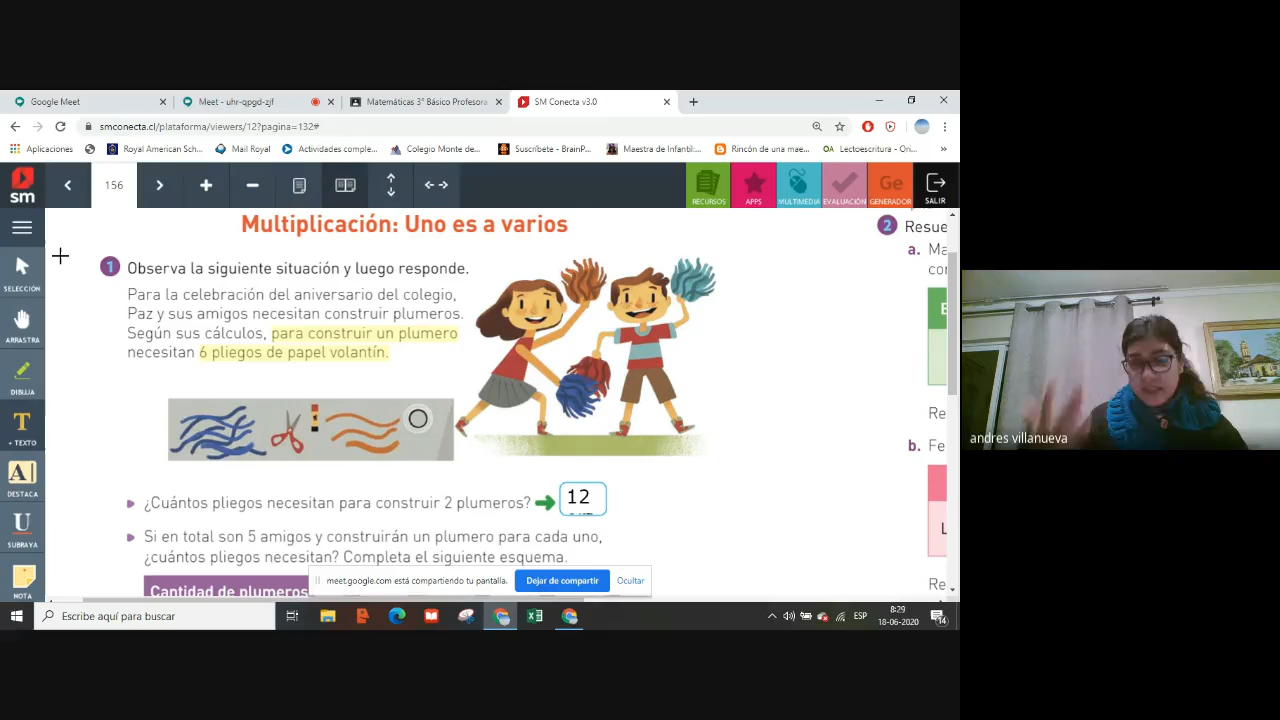 Google Meet
Meet - uhr-qpgd-zjf
Matemáticas 3° Básico Profesora
SM Conecta v3.0
smconecta.cl/plataforma/viewers/12?pagina=132#
Aplicaciones
Royal American Sch...
Mail Royal
Actividades comple...
Colegio Monte de...
Suscríbete - BrainP...
Maestra de Infantil:...
Rincón de una mae...
Lectoescritura - Ori...
sm
156
RECURSOS
APPS
MULTIMEDIA
EVALUACIÓN
Ge
GENERADOR
SALIR
SELECCIÓN
ARRASTRA
DIBUJA
T
+ TEXTO
A
DESTACA
U
SUBRAYA
NOTA
Multiplicación: Uno es a varios
1 Observa la siguiente situación y luego responde.
Para la celebración del aniversario del colegio,
Paz y sus amigos necesitan construir plumeros.
Según sus cálculos, para construir un plumero
necesitan 6 pliegos de papel volantín.
¿Cuántos pliegos necesitan para construir 2 plumeros? 12
Si en total son 5 amigos y construirán un plumero para cada uno,
¿cuántos pliegos necesitan? Completa el siguiente esquema.
Cantidad de plumeros
2 Resue
a. Ma
co
E
Re
b. Fe
L
Re
meet.google.com está compartiendo tu pantalla.
Dejar de compartir
Ocultar
Escribe aquí para buscar
ESP
8:29
18-06-2020
14
andres villanueva